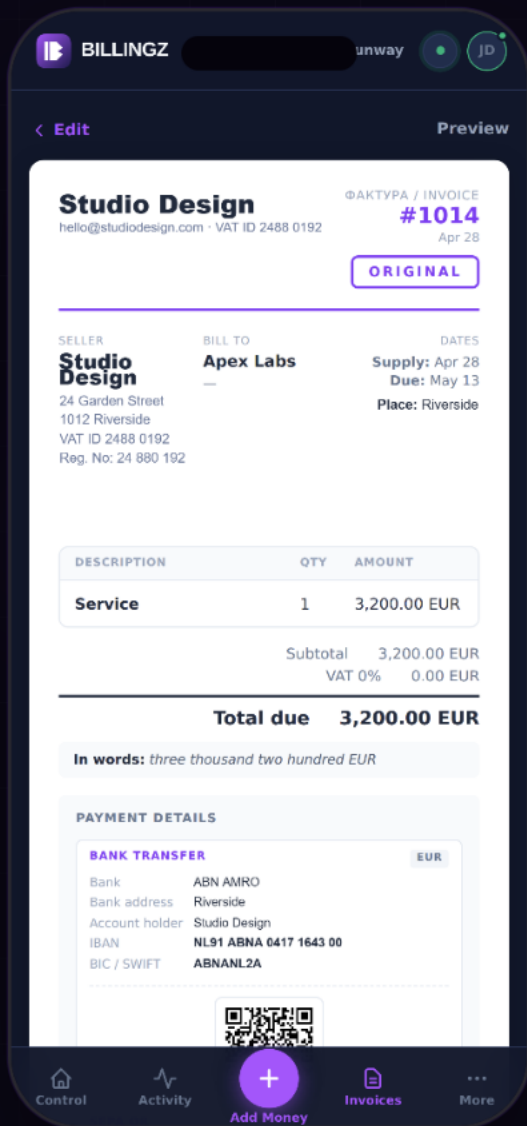 BILLINGZ
unway
JD
Edit
Preview
Studio Design
hello@studiodesign.com · VAT ID 2488 0192
ФАКТУРА / INVOICE
#1014
Apr 28
ORIGINAL
SELLER
Studio
Design
24 Garden Street
1012 Riverside
VAT ID 2488 0192
Reg. No: 24 880 192
BILL TO
Apex Labs
—
DATES
Supply: Apr 28
Due: May 13
Place: Riverside
DESCRIPTION QTY AMOUNT
Service 1 3,200.00 EUR
Subtotal 3,200.00 EUR
VAT 0% 0.00 EUR
Total due 3,200.00 EUR
In words: three thousand two hundred EUR
PAYMENT DETAILS
BANK TRANSFER EUR
Bank ABN AMRO
Bank address Riverside
Account holder Studio Design
IBAN NL91 ABNA 0417 1643 00
BIC / SWIFT ABNANL2A
Control
Activity
Add Money
Invoices
More